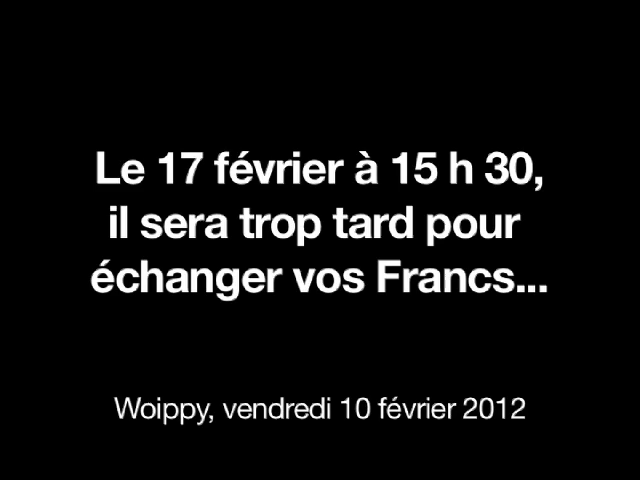 Le 17 février à 15 h 30,
il sera trop tard pour
échanger vos Francs...
Woippy, vendredi 10 février 2012